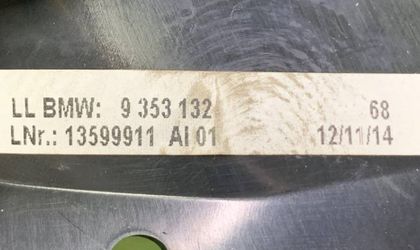 LL BMW: 9 353 132 68
LNr.: 13599911 AI 01 12/11/14